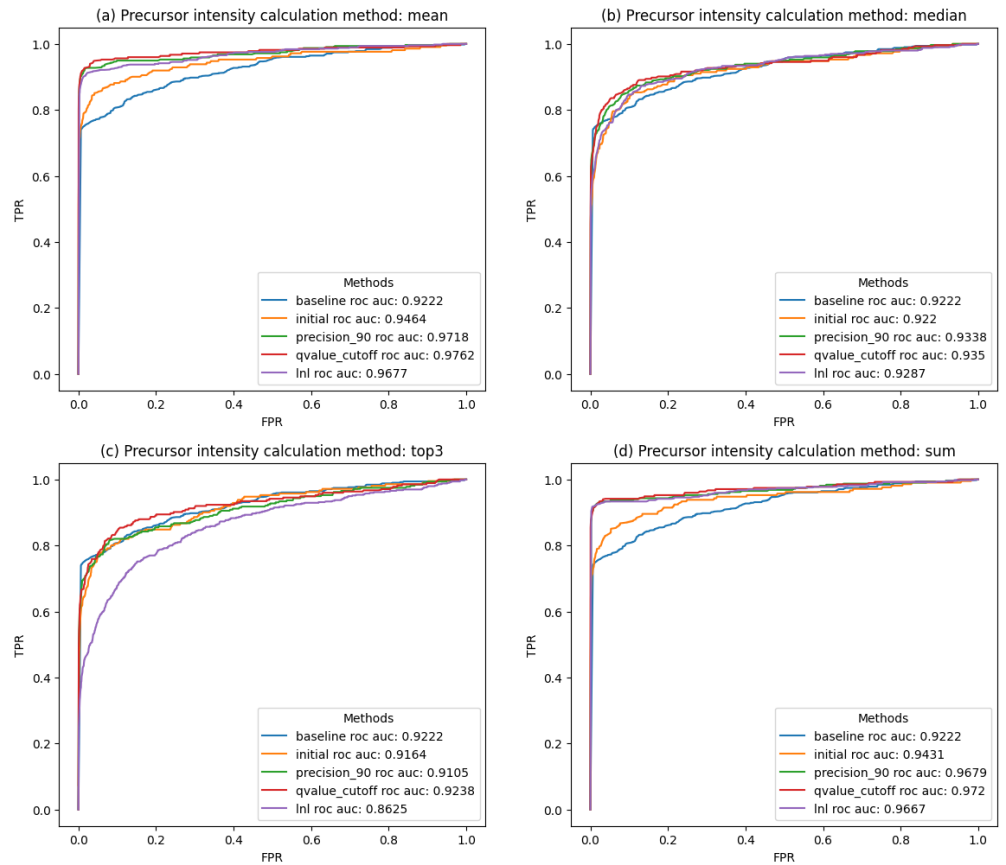 (a) Precursor intensity calculation method: mean
1.0
0.8
0.6
0.4
0.2
0.0
TPR
0.0 0.2 0.4 0.6 0.8 1.0
FPR
Methods
baseline roc auc: 0.9222
initial roc auc: 0.9464
precision_90 roc auc: 0.9718
qvalue_cutoff roc auc: 0.9762
lnl roc auc: 0.9677
(b) Precursor intensity calculation method: median
1.0
0.8
0.6
0.4
0.2
0.0
TPR
0.0 0.2 0.4 0.6 0.8 1.0
FPR
Methods
baseline roc auc: 0.9222
initial roc auc: 0.922
precision_90 roc auc: 0.9338
qvalue_cutoff roc auc: 0.935
lnl roc auc: 0.9287
(c) Precursor intensity calculation method: top3
1.0
0.8
0.6
0.4
0.2
0.0
TPR
0.0 0.2 0.4 0.6 0.8 1.0
FPR
Methods
baseline roc auc: 0.9222
initial roc auc: 0.9164
precision_90 roc auc: 0.9105
qvalue_cutoff roc auc: 0.9238
lnl roc auc: 0.8625
(d) Precursor intensity calculation method: sum
1.0
0.8
0.6
0.4
0.2
0.0
TPR
0.0 0.2 0.4 0.6 0.8 1.0
FPR
Methods
baseline roc auc: 0.9222
initial roc auc: 0.9431
precision_90 roc auc: 0.9679
qvalue_cutoff roc auc: 0.972
lnl roc auc: 0.9667